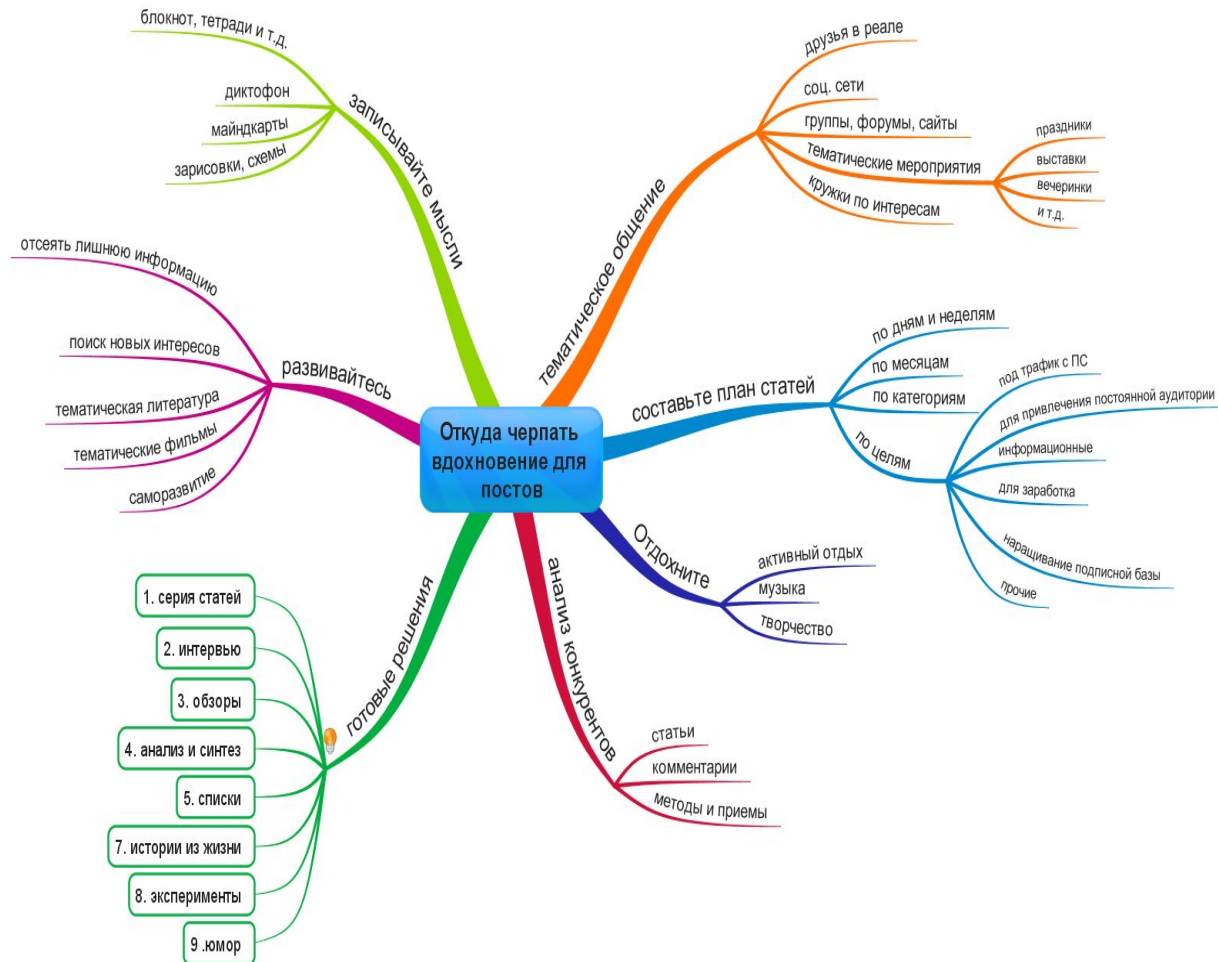 Откуда черпать
вдохновение для
постов
записывайте мысли
блокнот, тетради и т.д.
диктофон
майндкарты
зарисовки, схемы
тематическое общение
друзья в реале
соц. сети
группы, форумы, сайты
тематические мероприятия
праздники
выставки
вечеринки
и т.д.
кружки по интересам
развивайтесь
отсеять лишнюю информацию
поиск новых интересов
тематическая литература
тематические фильмы
саморазвитие
составьте план статей
по дням и неделям
по месяцам
по категориям
по целям
под трафик с ПС
для привлечения постоянной аудитории
информационные
для заработка
наращивание подписной базы
прочие
Отдохните
активный отдых
музыка
творчество
анализ конкурентов
статьи
комментарии
методы и приемы
готовые решения
1. серия статей
2. интервью
3. обзоры
4. анализ и синтез
5. списки
7. истории из жизни
8. эксперименты
9 .юмор